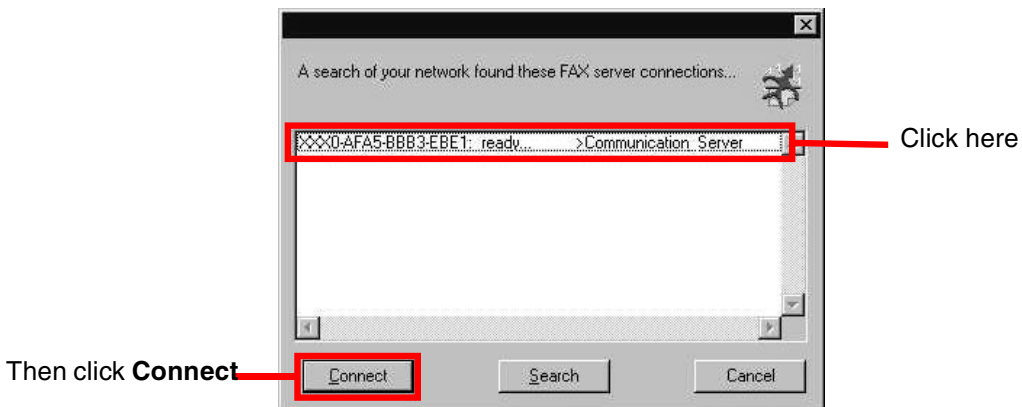 A search of your network found these FAX server connections...
XXX0-AFA5-BBB3-EBE1: ready... >Communication Server
Click here
Then click Connect
Connect Search Cancel